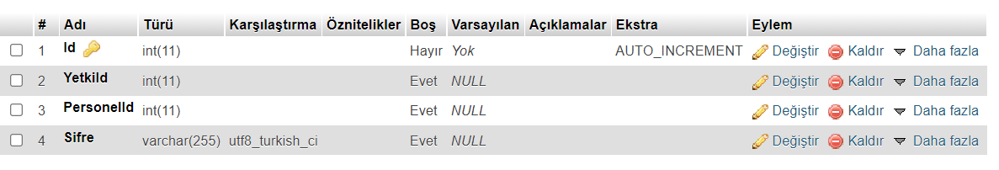 # Adı Türü Karşılaştırma Öznitelikler Boş Varsayılan Açıklamalar Ekstra Eylem
1 Id int(11) Hayır Yok AUTO_INCREMENT Değiştir Kaldır Daha fazla
2 YetkiId int(11) Evet NULL Değiştir Kaldır Daha fazla
3 PersonelId int(11) Evet NULL Değiştir Kaldır Daha fazla
4 Sifre varchar(255) utf8_turkish_ci Evet NULL Değiştir Kaldır Daha fazla